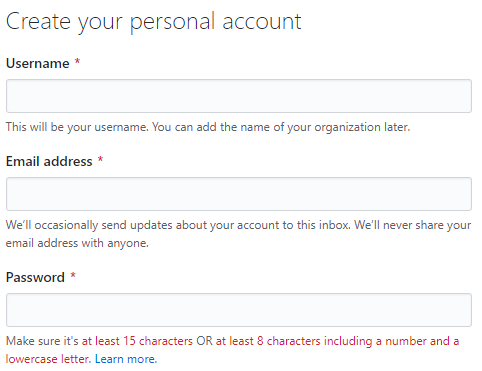 Create your personal account
Username *
This will be your username. You can add the name of your organization later.
Email address *
We'll occasionally send updates about your account to this inbox. We'll never share your
email address with anyone.
Password *
Make sure it's at least 15 characters OR at least 8 characters including a number and a
lowercase letter. Learn more.